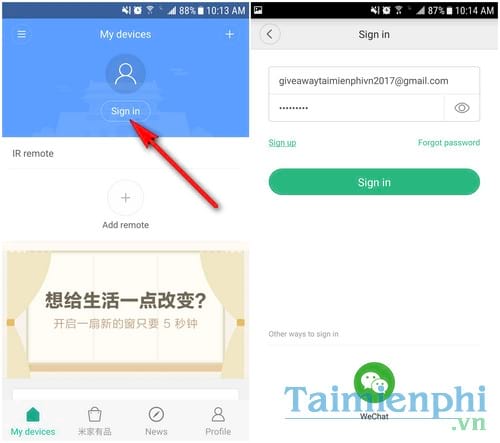 88% 10:13 AM
My devices
Sign in
IR remote
Add remote
想给生活一点改变?
开启一扇新的窗只要 5 秒钟
My devices
米家有品
News
Profile
87% 10:14 AM
Sign in
giveawaytaimienphivn2017@gmail.com
•••••••••
Sign up
Forgot password
Sign in
Other ways to sign in
WeChat
Taimienphi
.vn